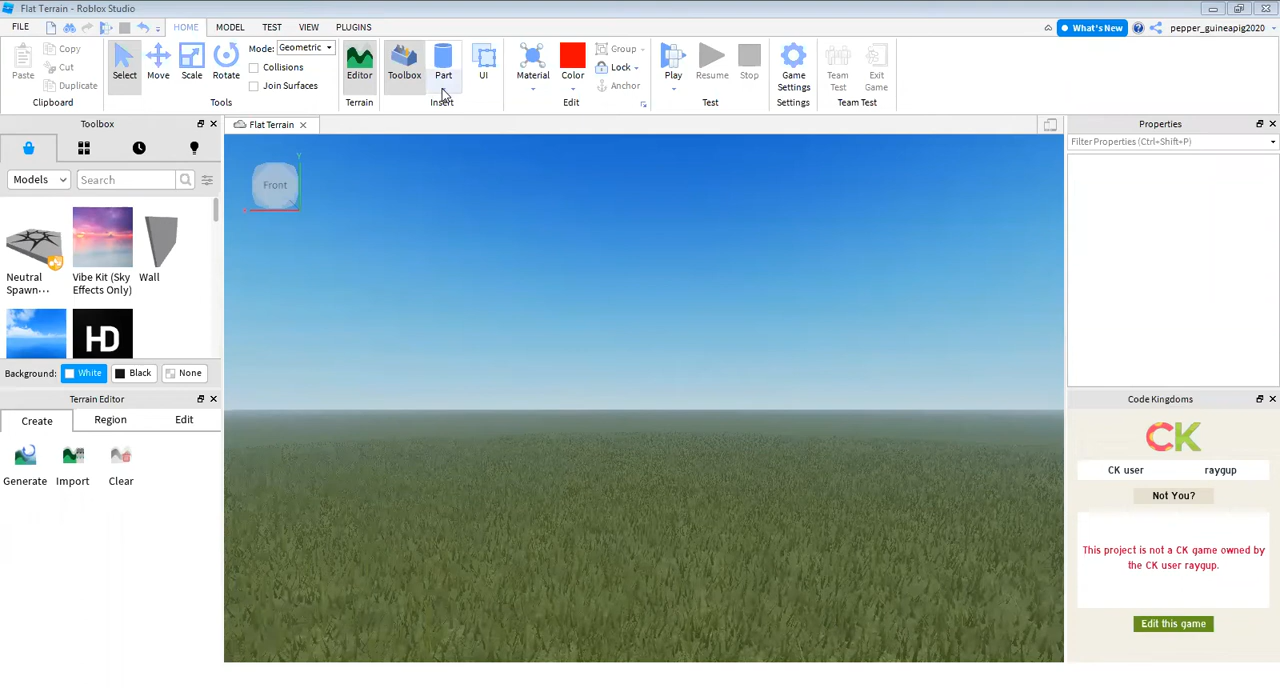 Flat Terrain - Roblox Studio
FILE HOME MODEL TEST VIEW PLUGINS What's New pepper_guineapig2020
Paste Copy Cut Duplicate
Clipboard
Select Move Scale Rotate Mode: Geometric Collisions Join Surfaces
Tools
Editor
Terrain
Toolbox Part UI
Insert
Material Color Group Lock Anchor
Edit
Play Resume Stop
Test
Game Settings
Settings
Team Test Exit Game
Team Test
Toolbox
Models Search
Neutral Spawn...
Vibe Kit (Sky Effects Only)
Wall
HD
Background: White Black None
Terrain Editor
Create Region Edit
Generate Import Clear
Flat Terrain
Front
Y
Properties
Filter Properties (Ctrl+Shift+P)
Code Kingdoms
CK
CK user raygup
Not You?
This project is not a CK game owned by
the CK user raygup.
Edit this game